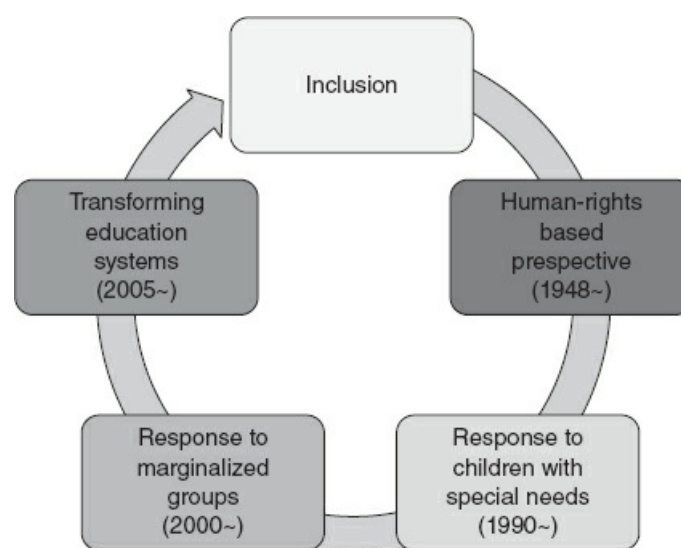 Inclusion
Human-rights
based
prespective
(1948~)
Response to
children with
special needs
(1990~)
Response to
marginalized
groups
(2000~)
Transforming
education
systems
(2005~)